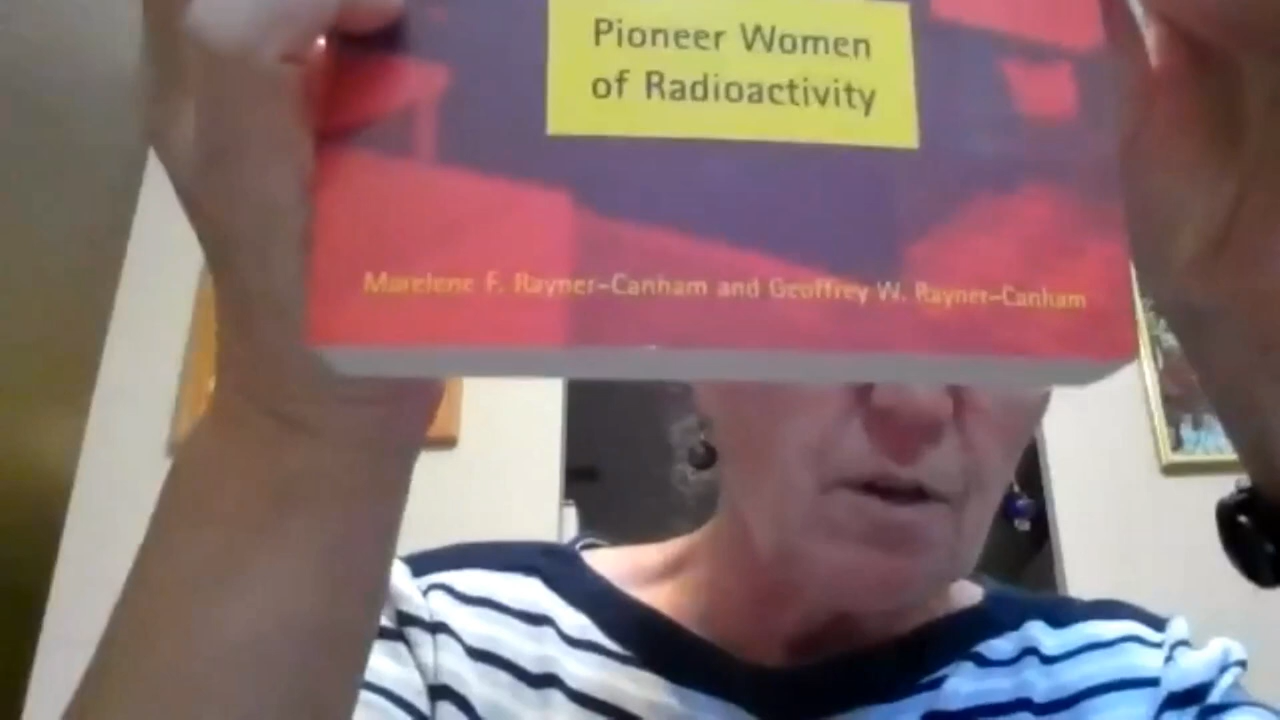 Pioneer Women
of Radioactivity
Marelene F. Rayner-Canham and Geoffrey W. Rayner-Canham